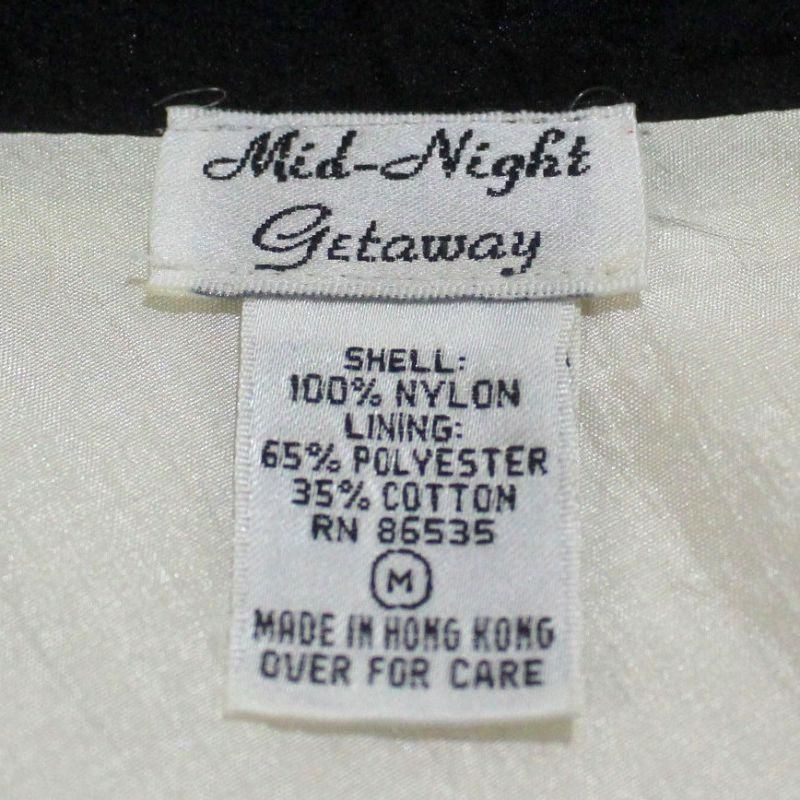 Mid-Night
Getaway
SHELL:
100% NYLON
LINING:
65% POLYESTER
35% COTTON
RN 86535
M
MADE IN HONG KONG
OVER FOR CARE